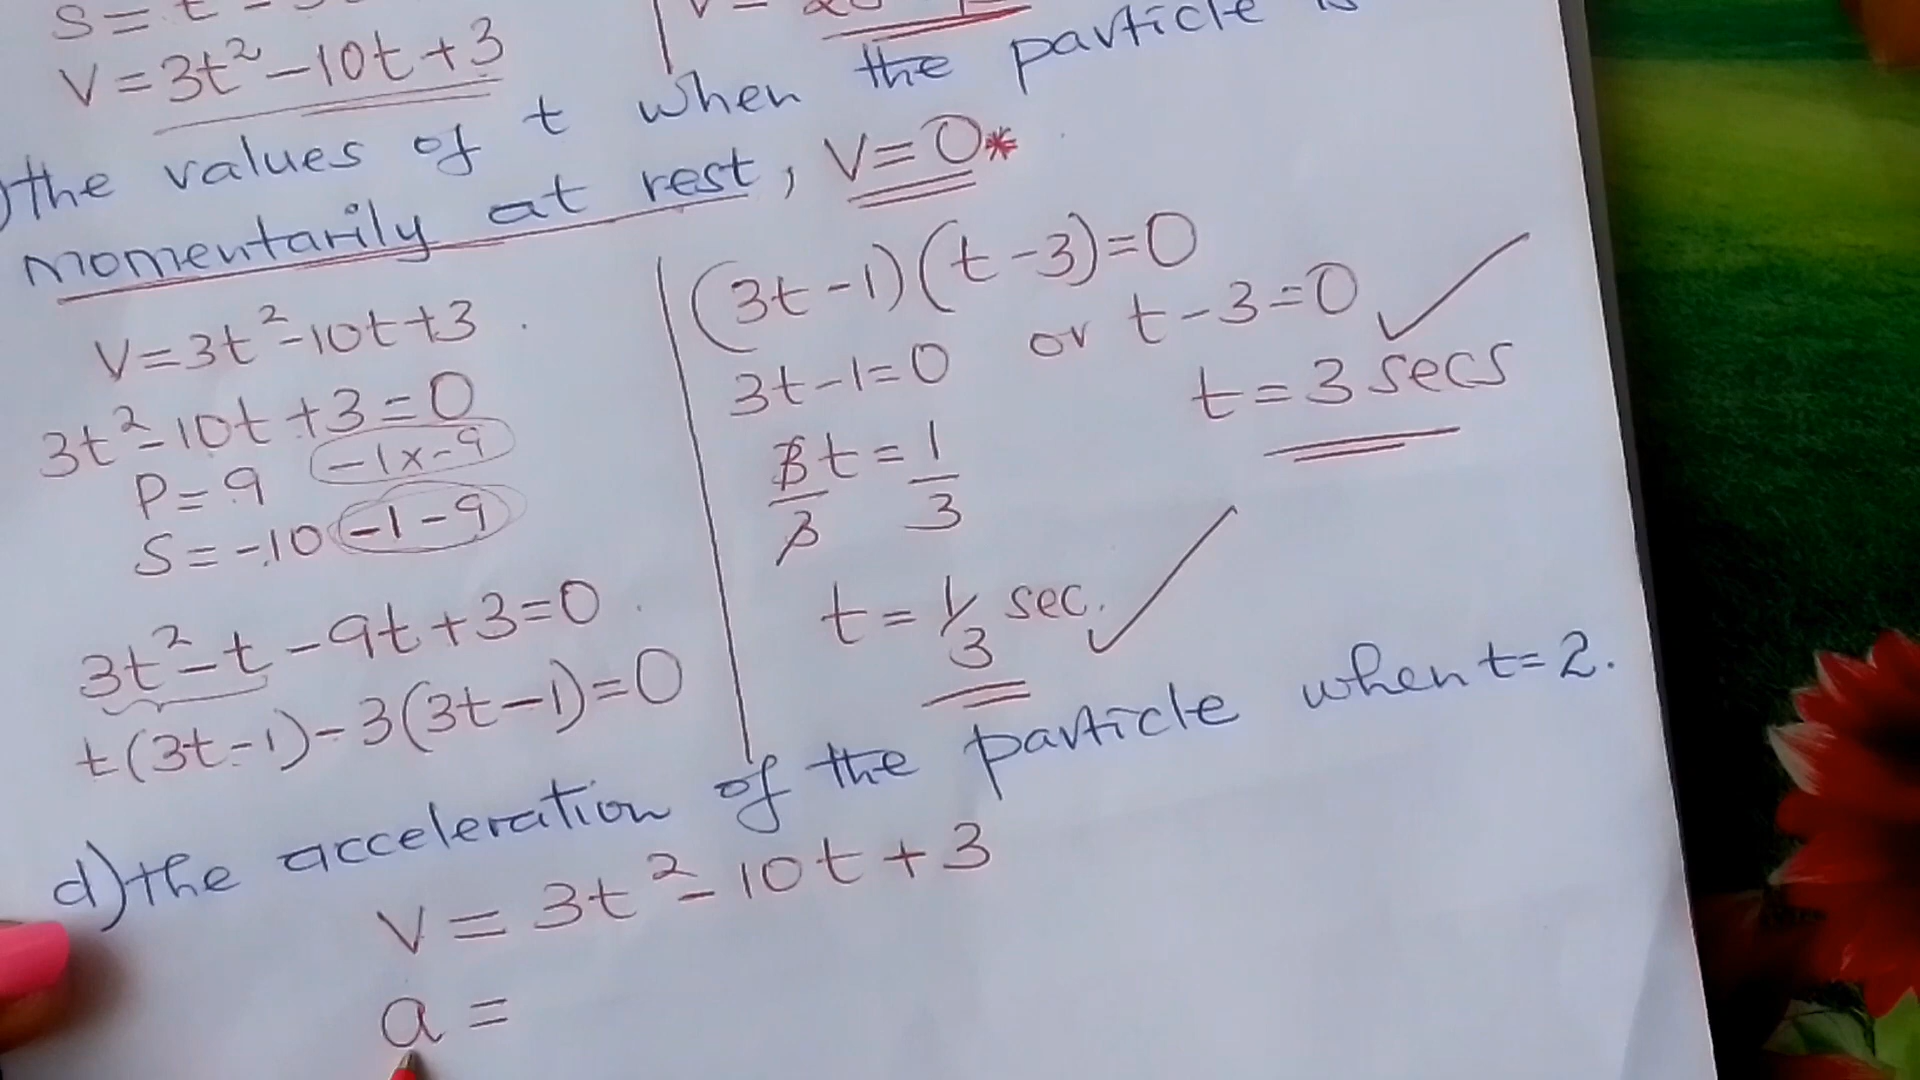 S = t
V = 3t² - 10t + 3
V =
the values of t when the particle is
momentarily at rest, V = 0*
V = 3t² - 10t + 3
3t² - 10t + 3 = 0
P = 9 -1 x -9
S = -10 -1 - 9
3t² - t - 9t + 3 = 0
t(3t - 1) - 3(3t - 1) = 0
(3t - 1)(t - 3) = 0
3t - 1 = 0 or t - 3 = 0
t = 3 secs
3t/3 = 1/3
t = 1/3 sec.
d) the acceleration of the particle when t = 2.
V = 3t² - 10t + 3
a =